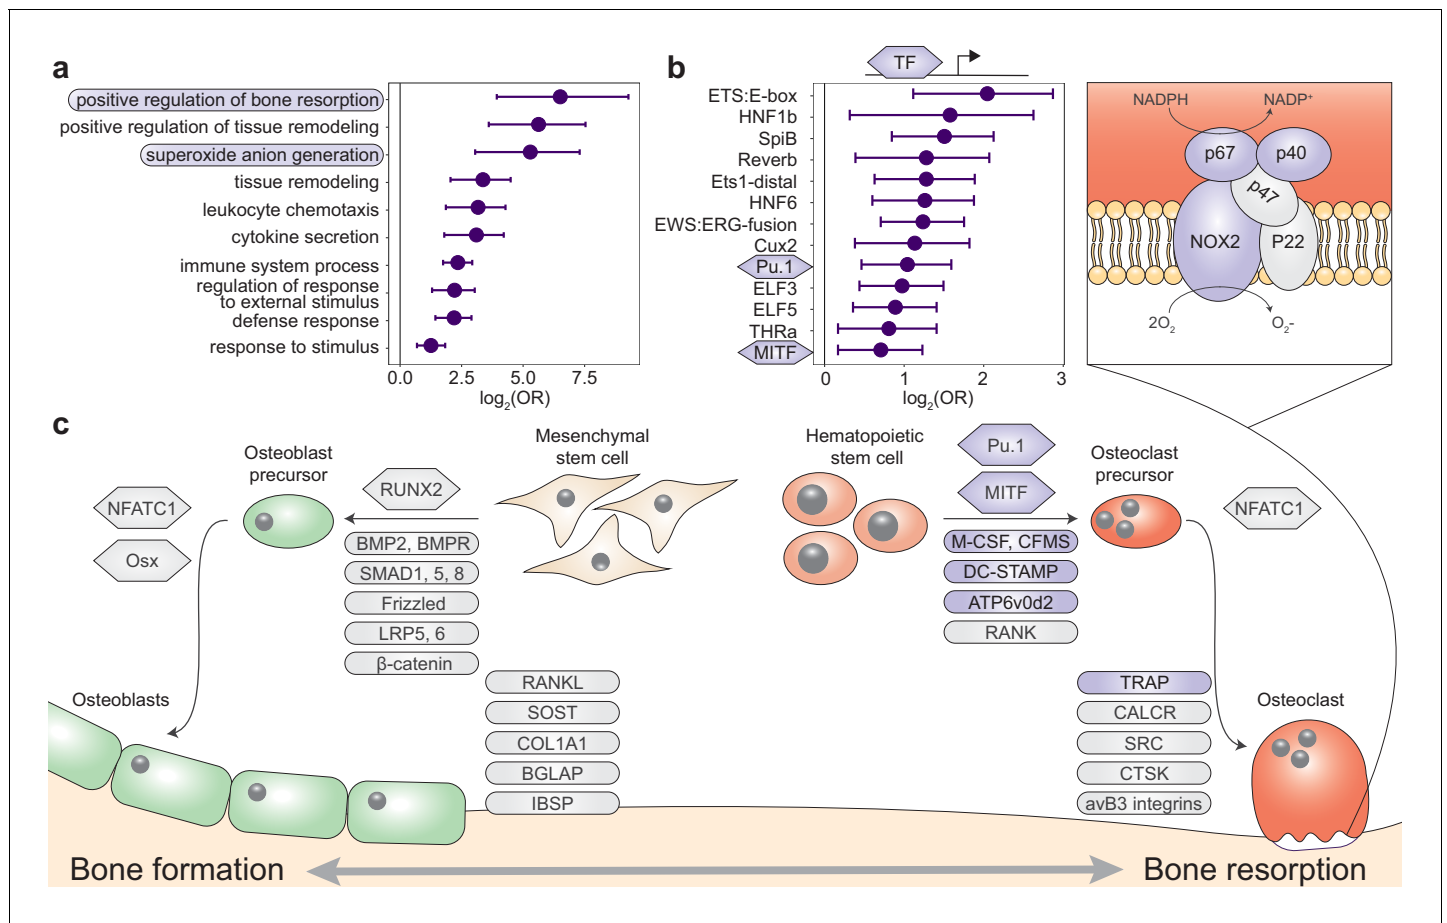 a
positive regulation of bone resorption
positive regulation of tissue remodeling
superoxide anion generation
tissue remodeling
leukocyte chemotaxis
cytokine secretion
immune system process
regulation of response
to external stimulus
defense response
response to stimulus
0.0 2.5 5.0 7.5
log2(OR)
b
TF
ETS:E-box
HNF1b
SpiB
Reverb
Ets1-distal
HNF6
EWS:ERG-fusion
Cux2
Pu.1
ELF3
ELF5
THRa
MITF
0 1 2 3
log2(OR)
NADPH NADP+
p67 p40
p47
NOX2 P22
2O2 O2-
c
Osteoblast
precursor
Mesenchymal
stem cell
Hematopoietic
stem cell
Osteoclast
precursor
NFATC1
Osx
RUNX2
BMP2, BMPR
SMAD1, 5, 8
Frizzled
LRP5, 6
β-catenin
Pu.1
MITF
M-CSF, CFMS
DC-STAMP
ATP6v0d2
RANK
NFATC1
Osteoblasts
RANKL
SOST
COL1A1
BGLAP
IBSP
TRAP
CALCR
SRC
CTSK
avB3 integrins
Osteoclast
Bone formation
Bone resorption